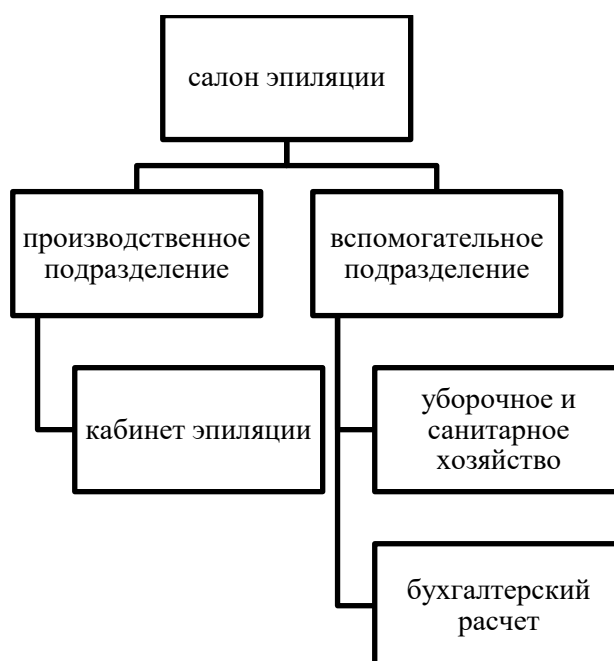 салон эпиляции
производственное
подразделение
вспомогательное
подразделение
кабинет эпиляции
уборочное и
санитарное
хозяйство
бухгалтерский
расчет